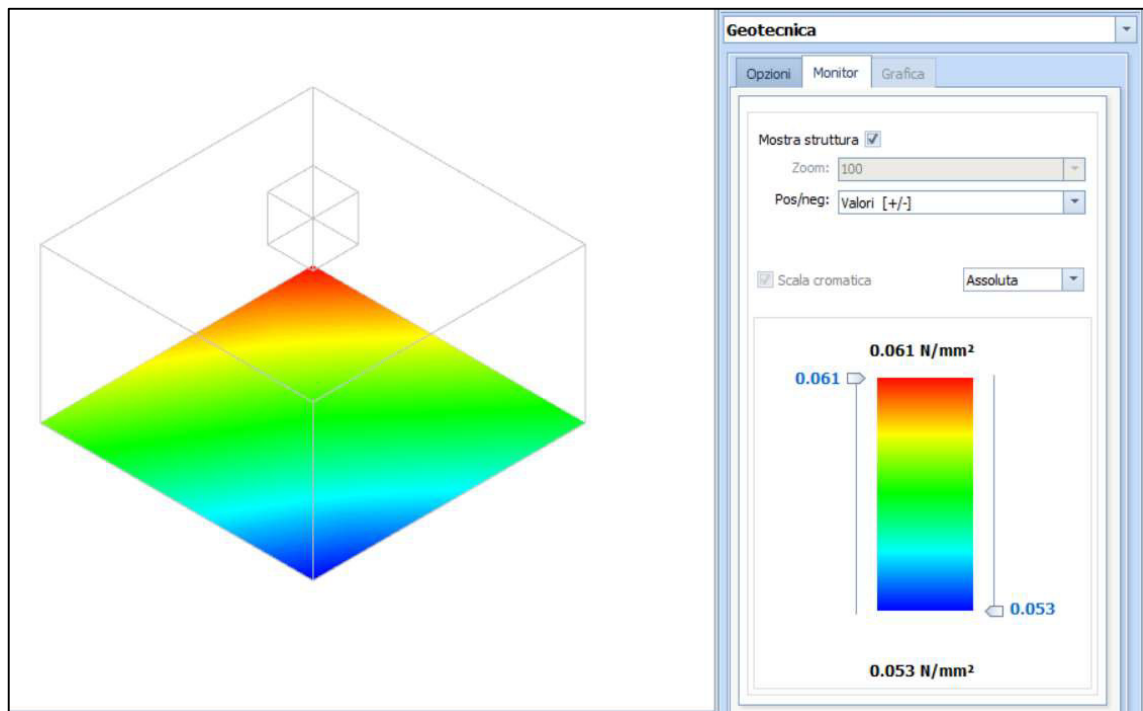 Geotecnica
Opzioni Monitor Grafica
Mostra struttura
Zoom: 100
Pos/neg: Valori [+/-]
Scala cromatica Assoluta
0.061 N/mm²
0.061
0.053
0.053 N/mm²